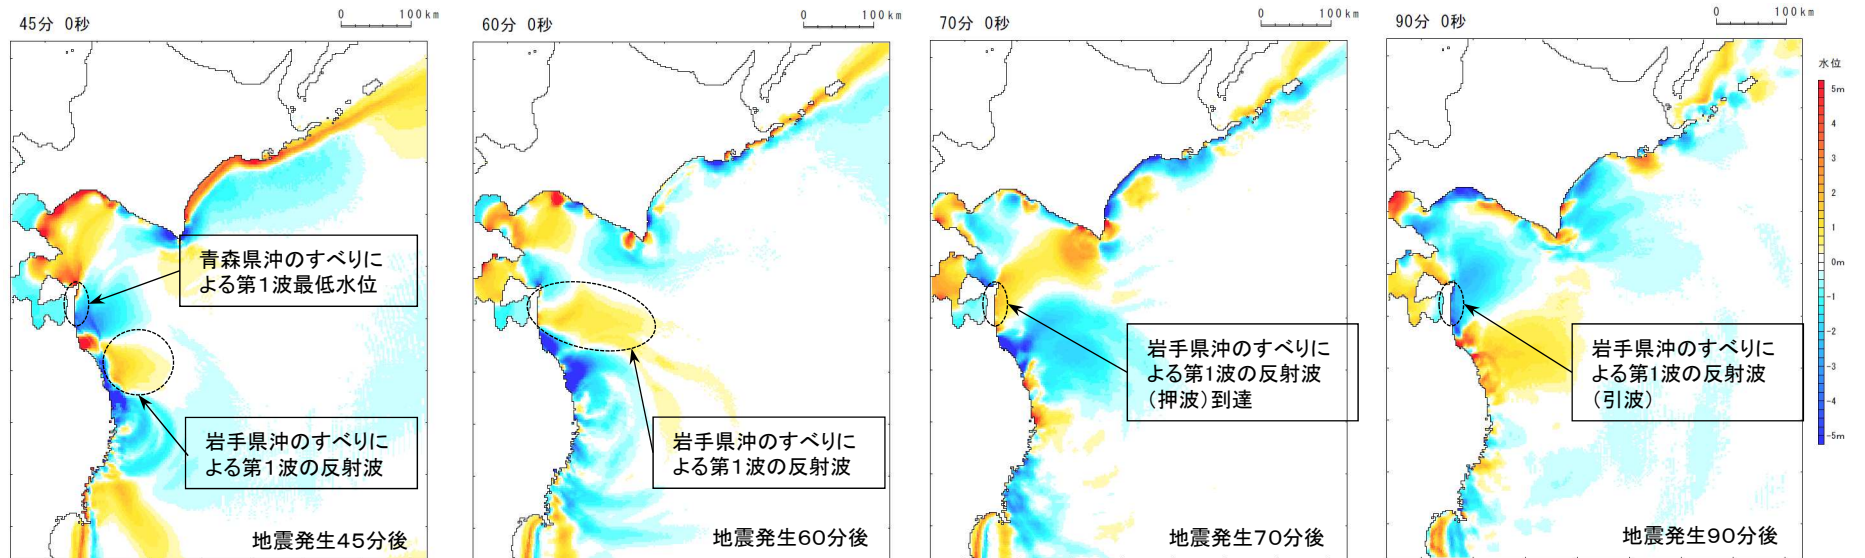 45分 0秒
0 100km
青森県沖のすべりに
よる第1波最低水位
岩手県沖のすべりに
よる第1波の反射波
地震発生45分後
60分 0秒
0 100km
岩手県沖のすべりに
よる第1波の反射波
地震発生60分後
70分 0秒
0 100km
岩手県沖のすべりに
よる第1波の反射波
(押波)到達
地震発生70分後
90分 0秒
0 100km
岩手県沖のすべりに
よる第1波の反射波
(引波)
地震発生90分後
水位
5m
4
3
2
1
0m
-1
-2
-3
-4
-5m